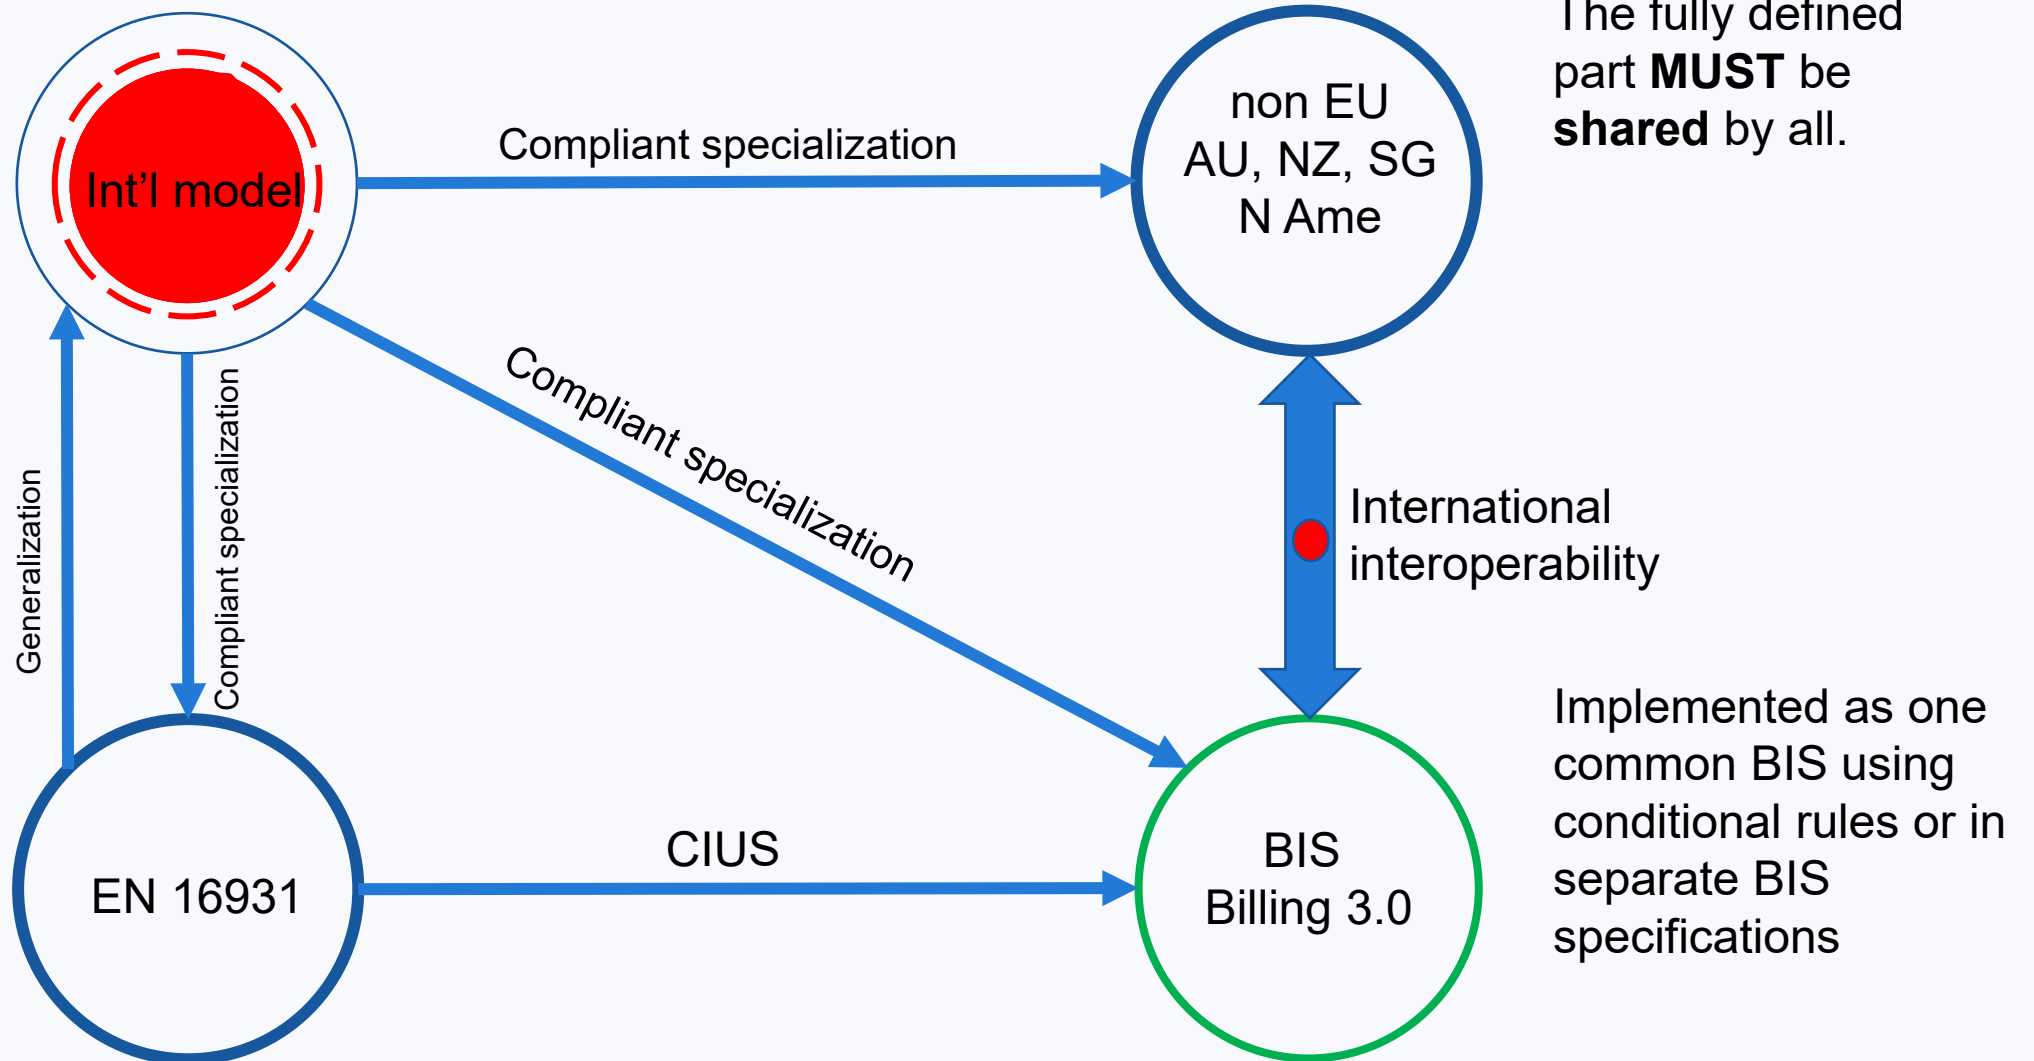 The fully defined
part MUST be
shared by all.
non EU
AU, NZ, SG
N Ame
Compliant specialization
Int'l model
Compliant specialization
Generalization
Compliant specialization
International
interoperability
Implemented as one
common BIS using
conditional rules or in
separate BIS
specifications
CIUS
EN 16931
BIS
Billing 3.0